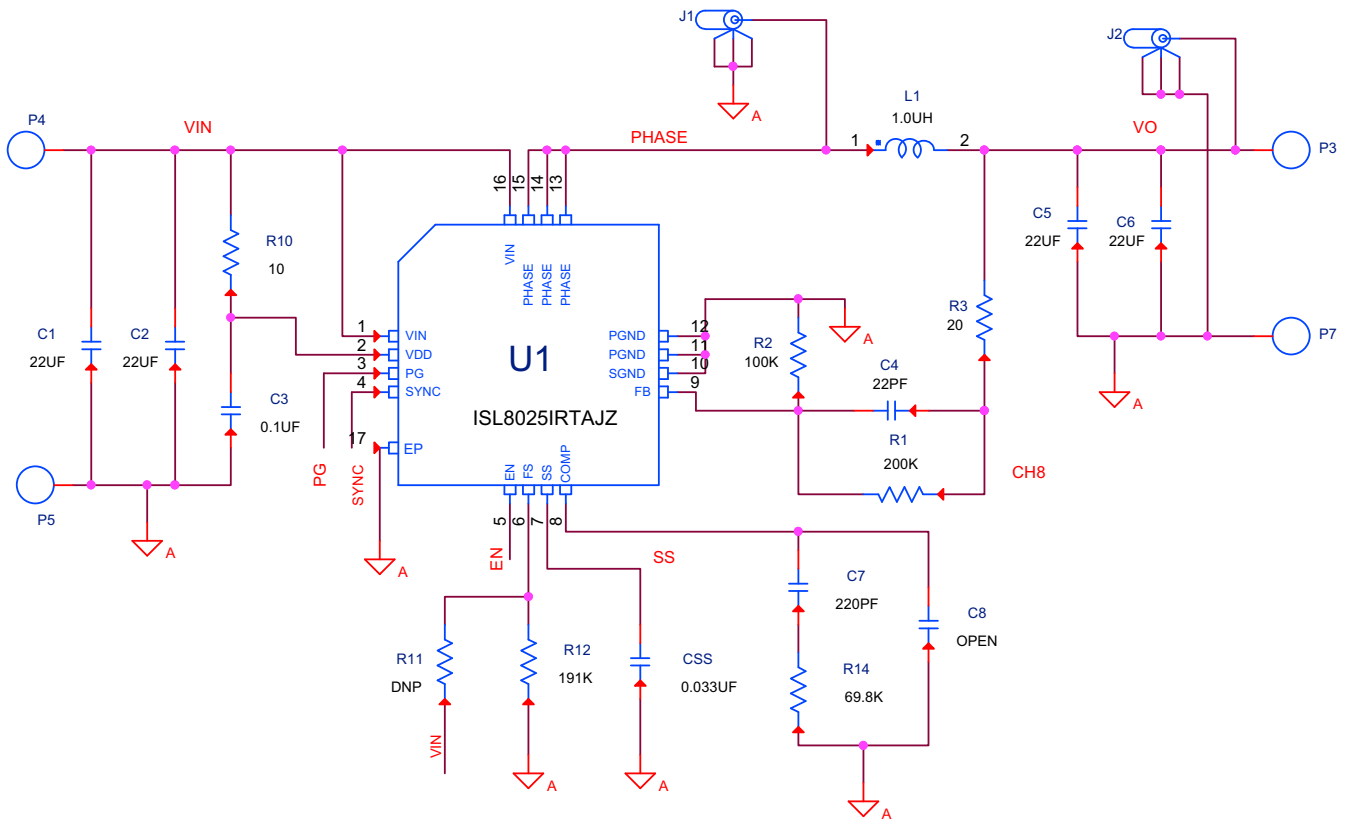 J1
A
J2
P4
VIN
PHASE
L1
1.0UH
1
2
VO
P3
16
15
14
13
VIN
PHASE
PHASE
PHASE
R10
10
C5
22UF
C6
22UF
R3
20
C1
22UF
C2
22UF
C3
0.1UF
1
2
3
4
17
VIN
VDD
PG
SYNC
EP
U1
ISL8025IRTAJZ
PGND
PGND
SGND
FB
12
11
10
9
R2
100K
A
C4
22PF
R1
200K
CH8
P7
A
P5
A
PG
SYNC
A
EN
FS
SS
COMP
5
6
7
8
EN
SS
R11
DNP
VIN
R12
191K
A
CSS
0.033UF
A
C7
220PF
R14
69.8K
C8
OPEN
A